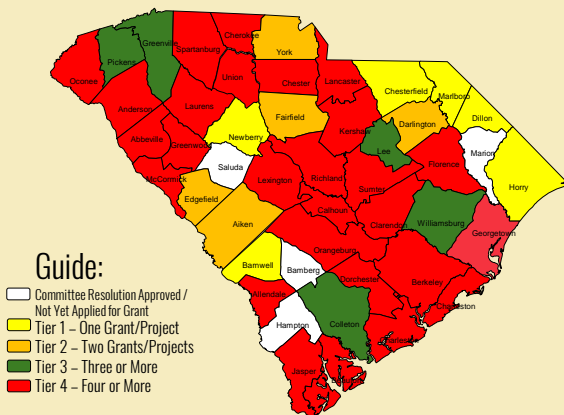 Cherokee
Greenville
Spartanburg
York
Pickens
Oconee
Union
Chester
Lancaster
Chesterfield
Marlboro
Anderson
Laurens
Dillon
Fairfield
Darlington
Newberry
Kershaw
Abbeville
Greenwood
Lee
Marion
Saluda
Florence
McCormick
Lexington
Richland
Horry
Sumter
Edgefield
Calhoun
Aiken
Clarendon
Williamsburg
Georgetown
Orangeburg
Barnwell
Bamberg
Dorchester
Berkeley
Allendale
Charleston
Hampton
Colleton
Charleston
Jasper
Guide:
Committee Resolution Approved /
Not Yet Applied for Grant
Tier 1 – One Grant/Project
Tier 2 – Two Grants/Projects
Tier 3 – Three or More
Tier 4 – Four or More